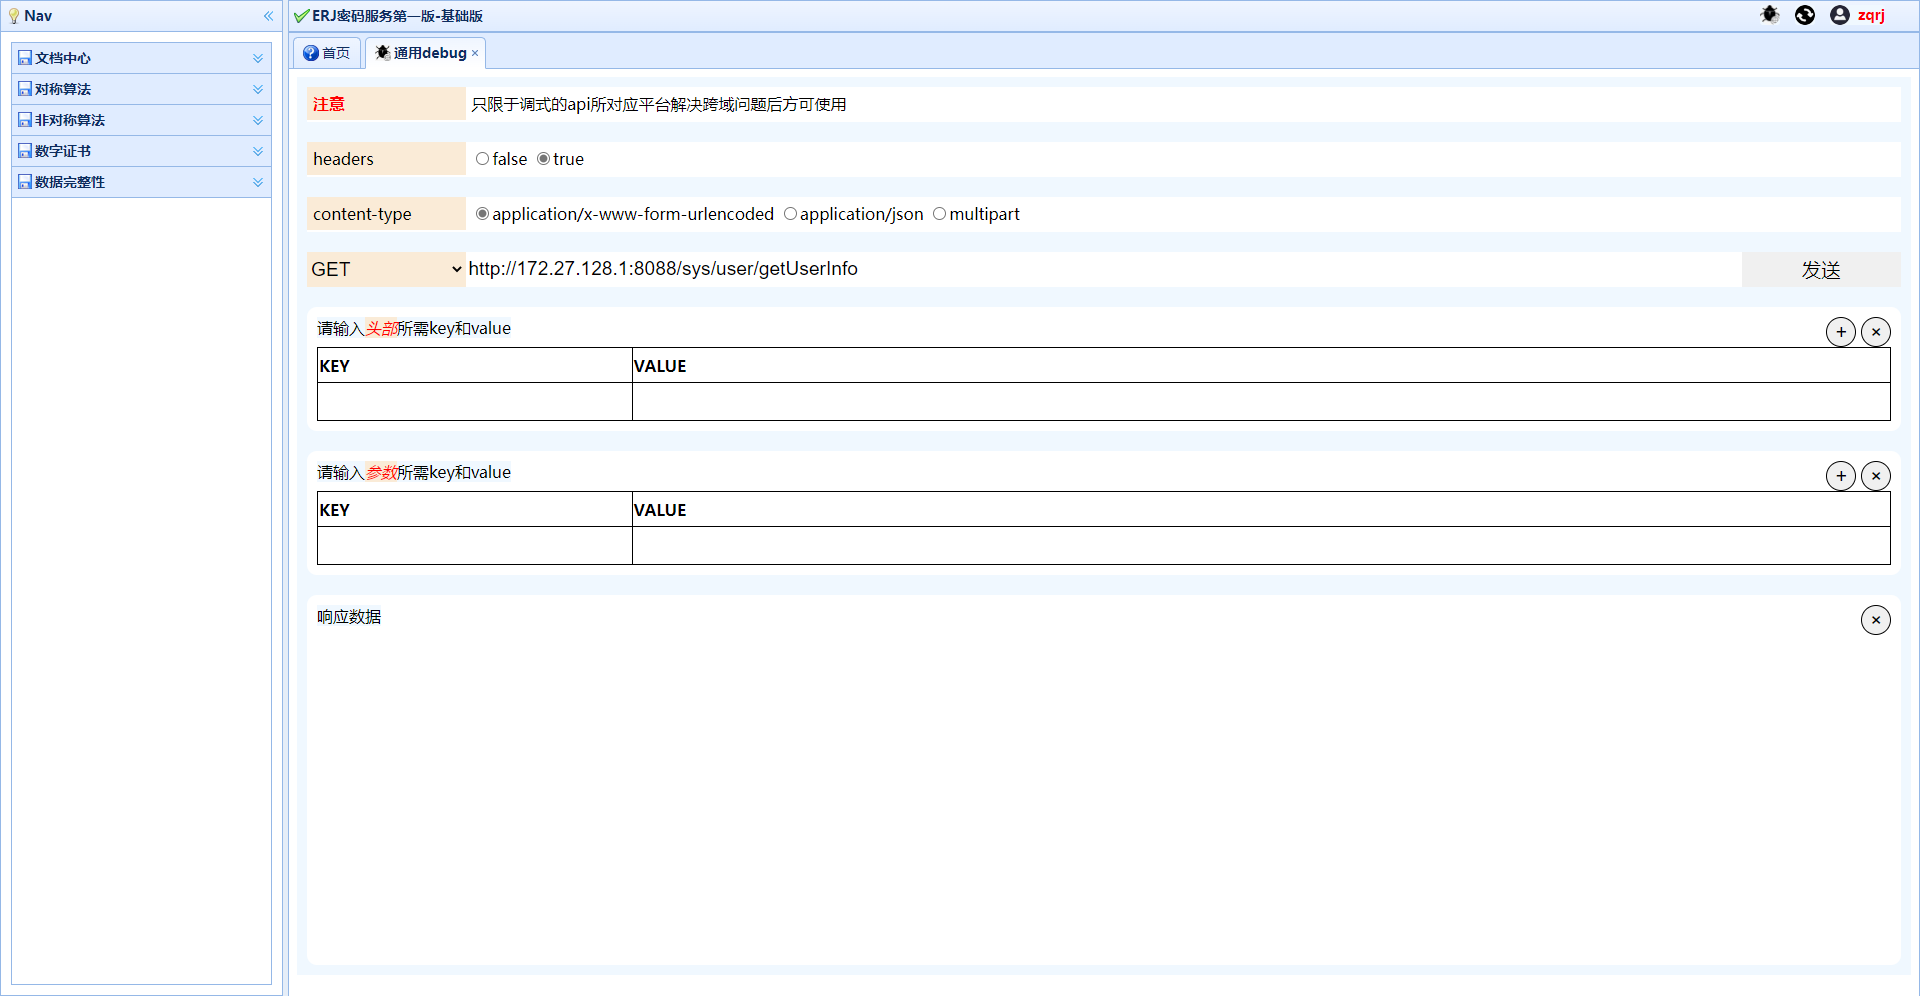 Nav
文档中心
对称算法
非对称算法
数字证书
数据完整性
ERJ密码服务第一版-基础版
zqrj
首页
通用debug ×
注意 只限于调式的api所对应平台解决跨域问题后方可使用
headers false true
content-type application/x-www-form-urlencoded application/json multipart
GET http://172.27.128.1:8088/sys/user/getUserInfo 发送
请输入头部所需key和value + ×
KEY VALUE
请输入参数所需key和value + ×
KEY VALUE
响应数据 ×